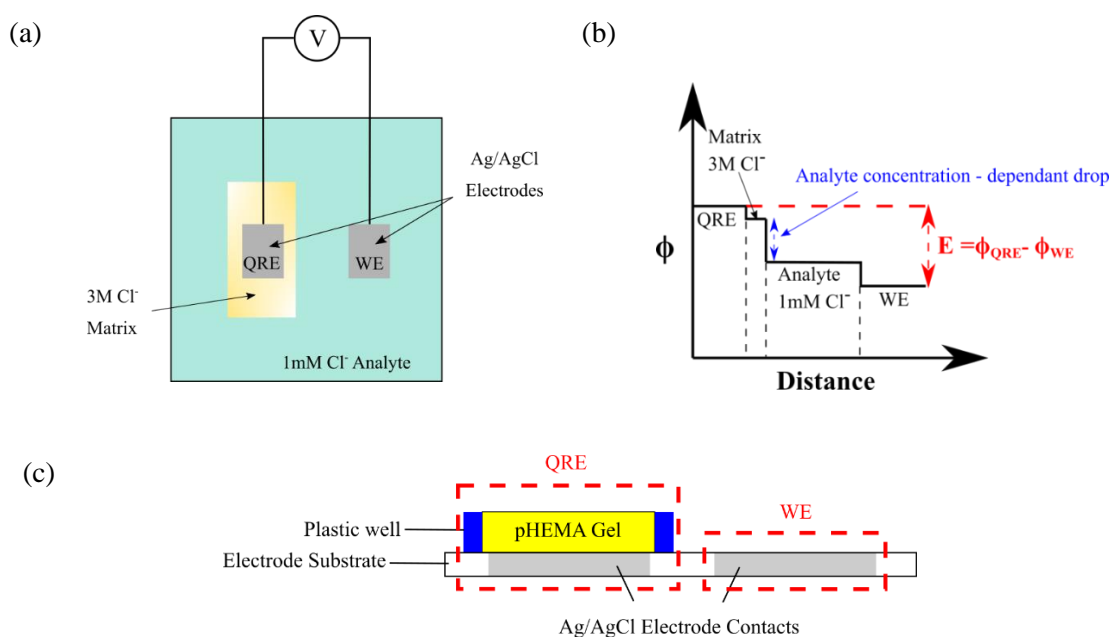 (a)
V
Ag/AgCl
Electrodes
QRE
WE
3M Cl⁻
Matrix
1mM Cl⁻ Analyte
(b)
Matrix
3M Cl⁻
Analyte concentration - dependant drop
QRE
ϕ
E =ϕQRE- ϕWE
Analyte
1mM Cl⁻
WE
Distance
(c)
QRE
WE
Plastic well
pHEMA Gel
Electrode Substrate
Ag/AgCl Electrode Contacts